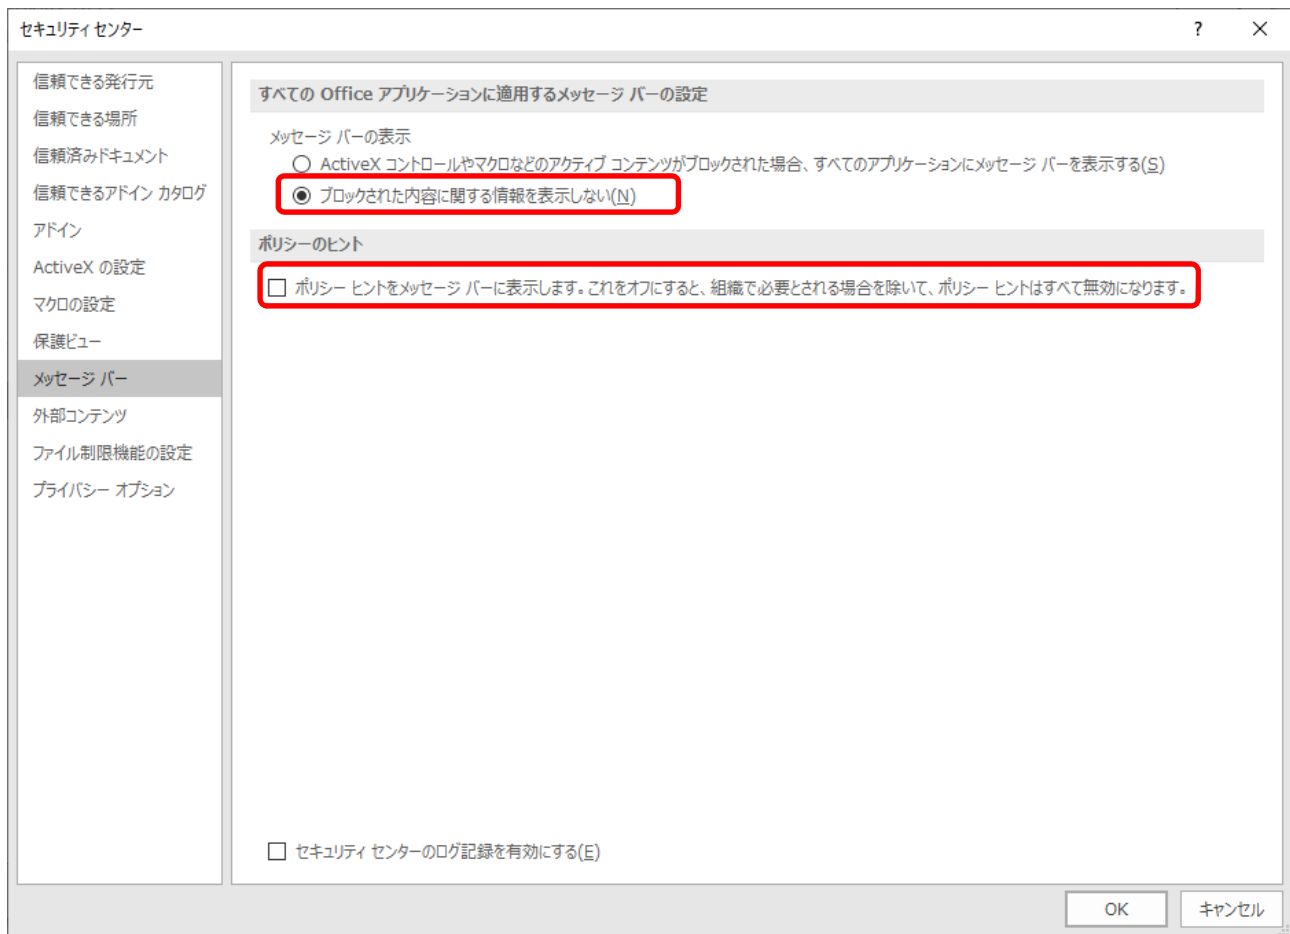 セキュリティ センター
?
信頼できる発行元
信頼できる場所
信頼済みドキュメント
信頼できるアドイン カタログ
アドイン
ActiveX の設定
マクロの設定
保護ビュー
メッセージ バー
外部コンテンツ
ファイル制限機能の設定
プライバシー オプション
すべての Office アプリケーションに適用するメッセージ バーの設定
メッセージ バーの表示
ActiveX コントロールやマクロなどのアクティブ コンテンツがブロックされた場合、すべてのアプリケーションにメッセージ バーを表示する(S)
ブロックされた内容に関する情報を表示しない(N)
ポリシーのヒント
ポリシー ヒントをメッセージ バーに表示します。これをオフにすると、組織で必要とされる場合を除いて、ポリシー ヒントはすべて無効になります。
セキュリティ センターのログ記録を有効にする(E)
OK
キャンセル